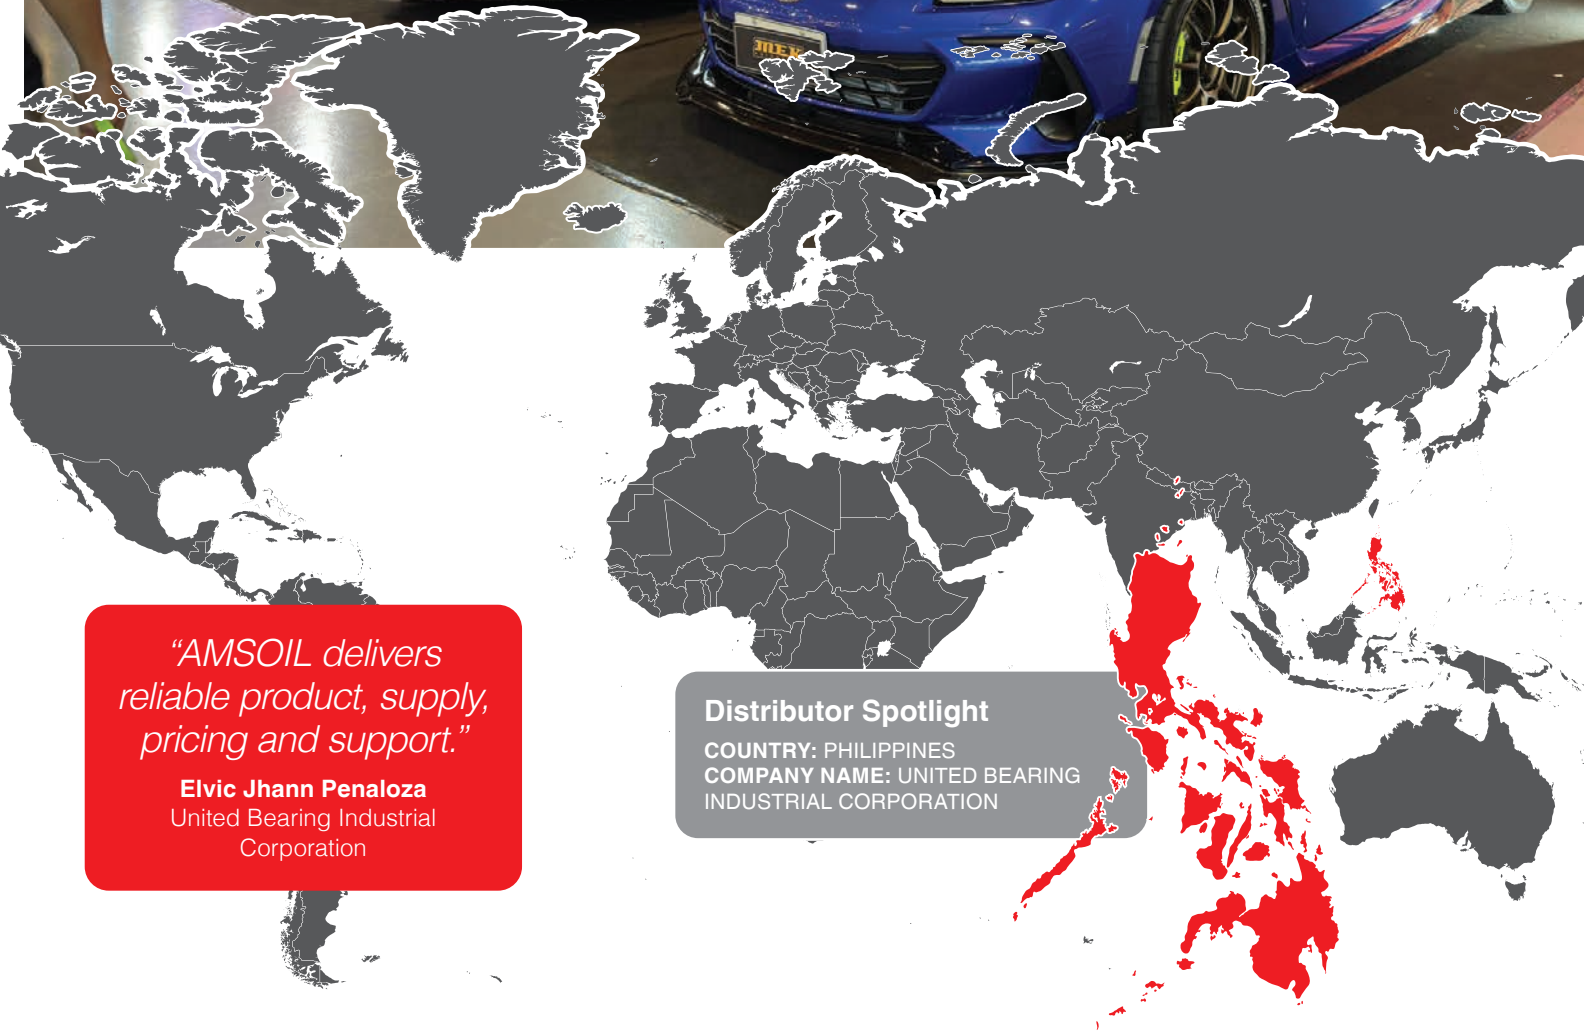 MEK
“AMSOIL delivers
reliable product, supply,
pricing and support.”
Elvic Jhann Penaloza
United Bearing Industrial
Corporation
Distributor Spotlight
COUNTRY: PHILIPPINES
COMPANY NAME: UNITED BEARING
INDUSTRIAL CORPORATION